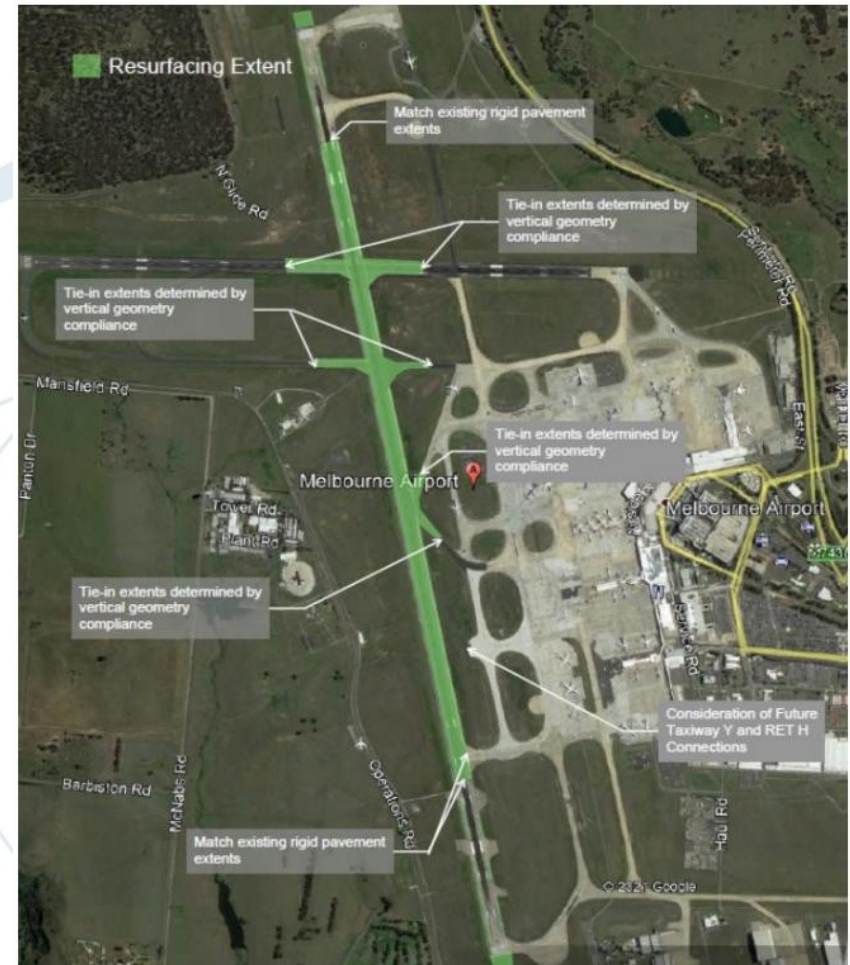 Resurfacing Extent
Match existing rigid pavement
extents
N Glide Rd
Tie-in extents determined by
vertical geometry
compliance
Perimeter Rd
Tie-in extents determined by
vertical geometry
compliance
Mansfield Rd
East St
Panton Dr
Tie-in extents determined by
vertical geometry
compliance
Melbourne Airport
A
Melbourne Airport
Tower Rd
Plant Rd
Tie-in extents determined by
vertical geometry
compliance
Service Rd
Consideration of Future
Taxiway Y and RET H
Connections
Barbiston Rd
McNabs Rd
Operations Rd
Haul Rd
Match existing rigid pavement
extents
Google